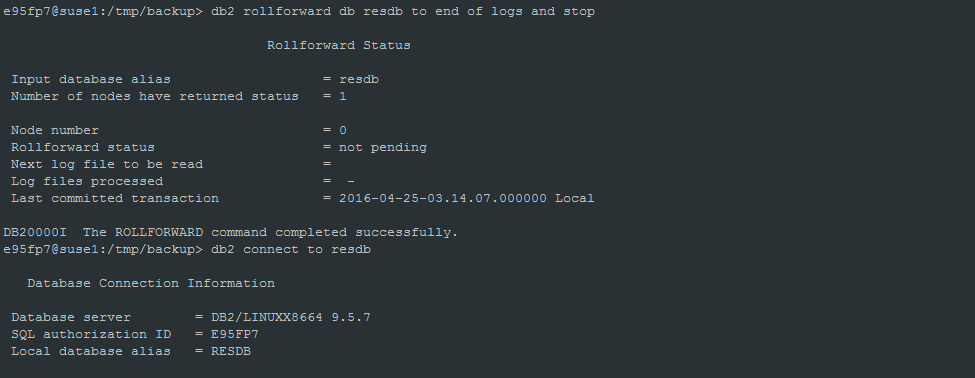 e95fp7@suse1:/tmp/backup> db2 rollforward db resdb to end of logs and stop
Rollforward Status
Input database alias = resdb
Number of nodes have returned status = 1
Node number = 0
Rollforward status = not pending
Next log file to be read =
Log files processed = -
Last committed transaction = 2016-04-25-03.14.07.000000 Local
DB20000I The ROLLFORWARD command completed successfully.
e95fp7@suse1:/tmp/backup> db2 connect to resdb
Database Connection Information
Database server = DB2/LINUXX8664 9.5.7
SQL authorization ID = E95FP7
Local database alias = RESDB